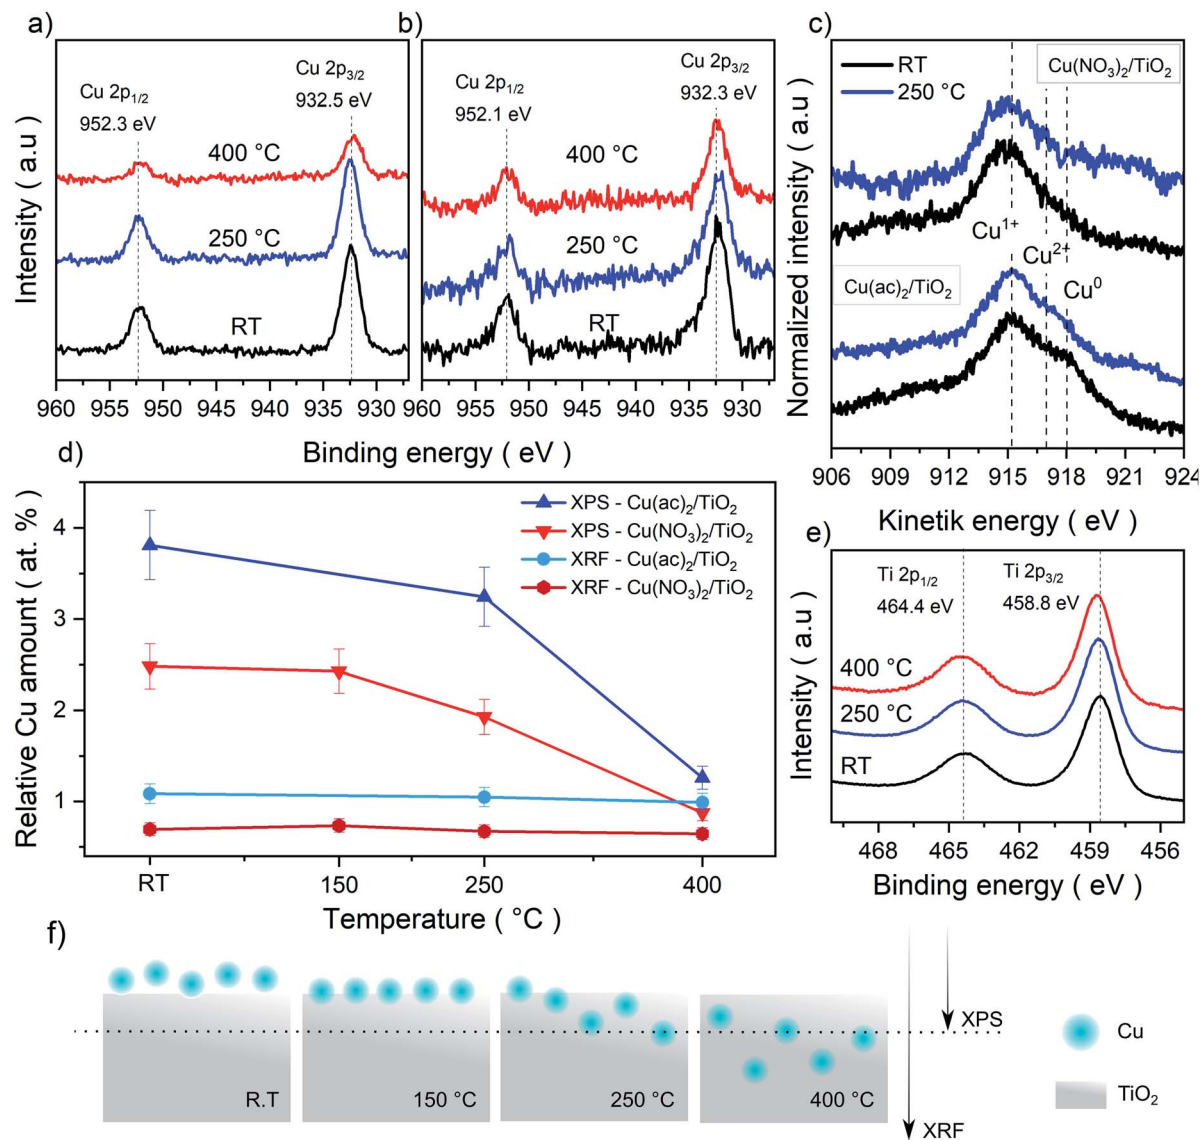 a)
Intensity ( a.u )
Cu 2p1/2
952.3 eV
Cu 2p3/2
932.5 eV
400 °C
250 °C
RT
960 955 950 945 940 935 930
b)
Cu 2p1/2
952.1 eV
Cu 2p3/2
932.3 eV
400 °C
250 °C
RT
960 955 950 945 940 935 930
Binding energy ( eV )
c)
Normalized intensity
RT
250 °C
Cu(NO3)2/TiO2
Cu1+
Cu2+
Cu0
Cu(ac)2/TiO2
906 909 912 915 918 921 924
Kinetik energy ( eV )
d)
Relative Cu amount ( at. % )
4
3
2
1
XPS - Cu(ac)2/TiO2
XPS - Cu(NO3)2/TiO2
XRF - Cu(ac)2/TiO2
XRF - Cu(NO3)2/TiO2
RT 150 250 400
Temperature ( °C )
e)
Intensity ( a.u )
Ti 2p1/2
464.4 eV
Ti 2p3/2
458.8 eV
400 °C
250 °C
RT
468 465 462 459 456
Binding energy ( eV )
f)
R.T
150 °C
250 °C
400 °C
XPS
XRF
Cu
TiO2